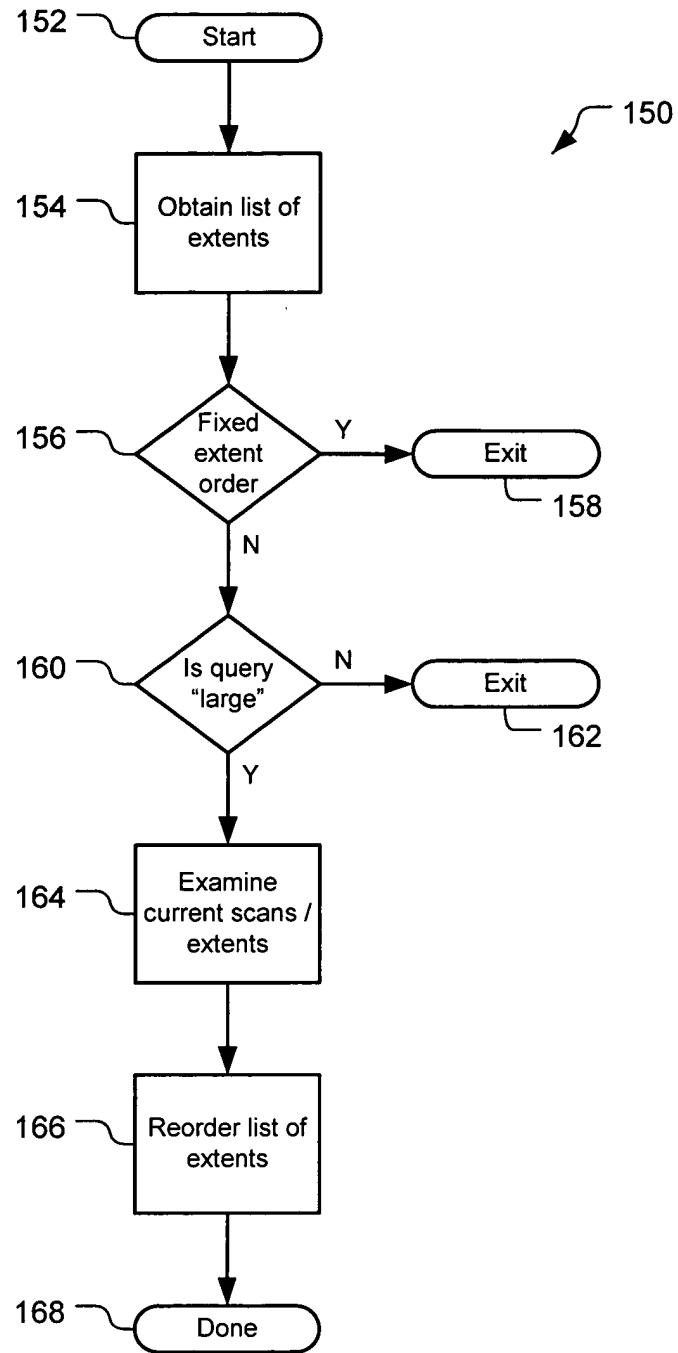 152
Start
150
154
Obtain list of
extents
156
Fixed
extent
order
Y
Exit
158
N
160
Is query
“large”
N
Exit
162
Y
164
Examine
current scans /
extents
166
Reorder list of
extents
168
Done